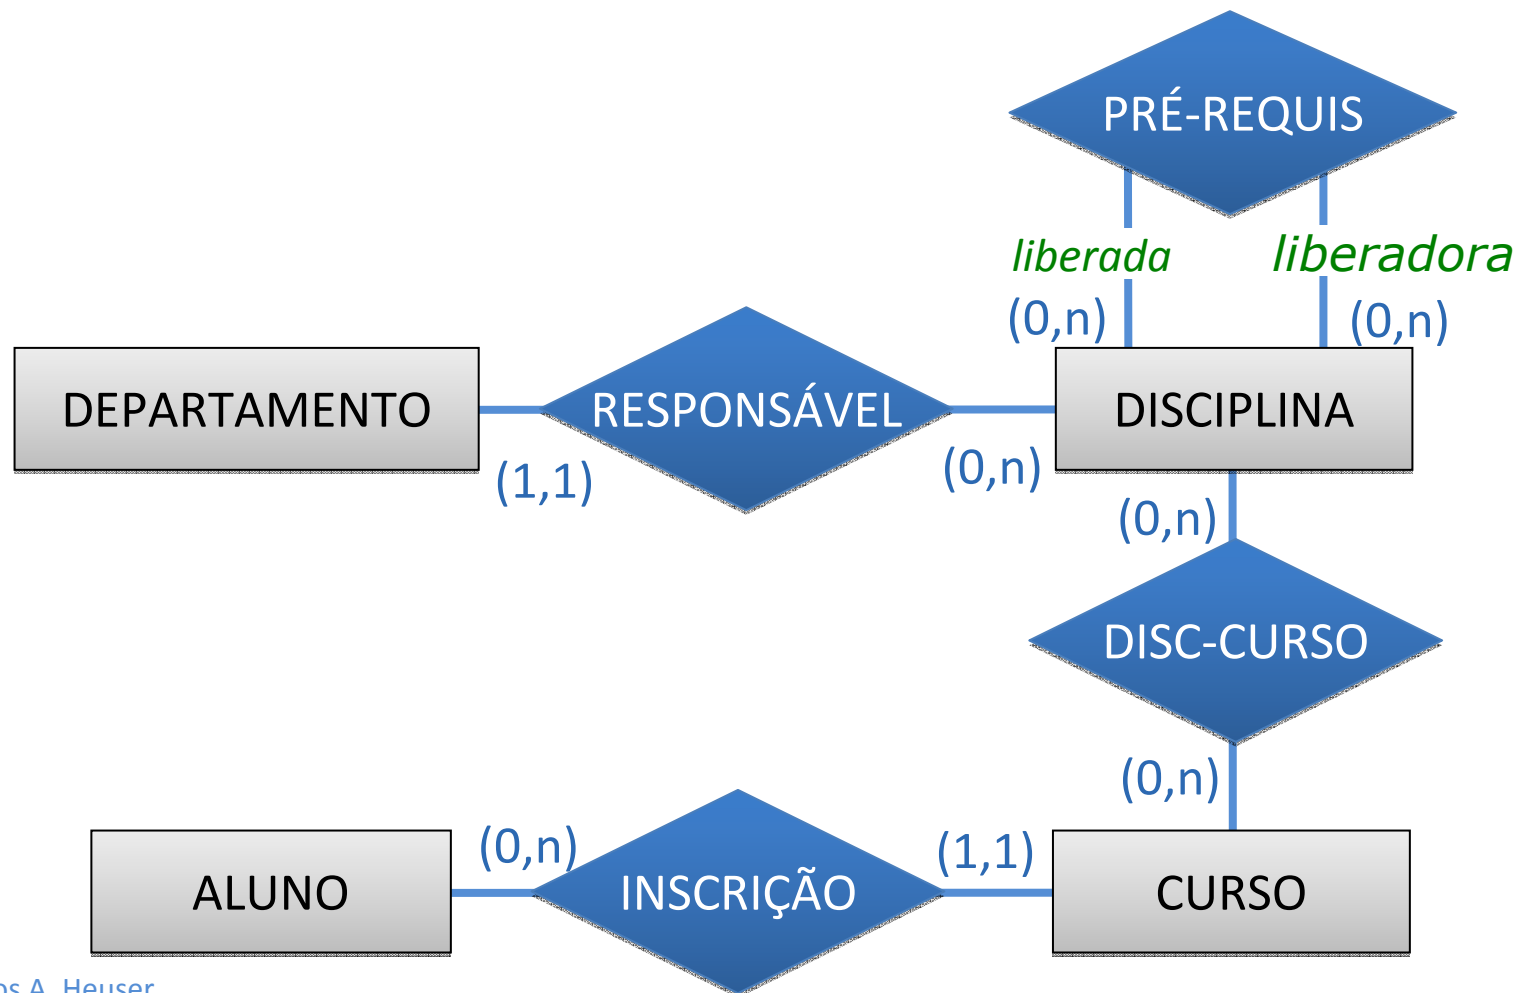 PRÉ-REQUIS
liberada liberadora
(0,n) (0,n)
DEPARTAMENTO RESPONSÁVEL DISCIPLINA
(1,1) (0,n)
(0,n)
DISC-CURSO
(0,n)
(0,n) (1,1)
ALUNO INSCRIÇÃO CURSO
A. Heuser